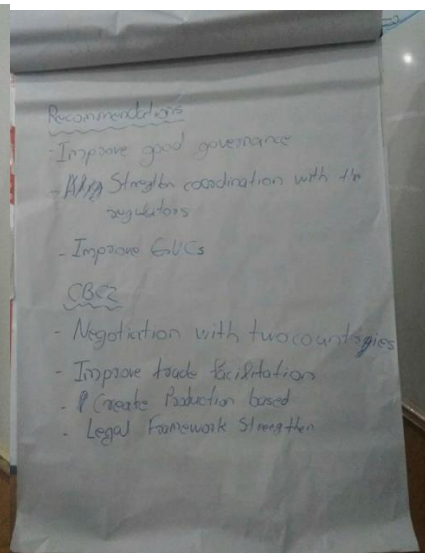 Recommendations
- Improve good governance
- Strengthen coordination with the
regulators
- Improve GVCs
CBEZ
- Negotiation with two countries
- Improve trade facilitation
- Create Production based
- Legal Framework Strengthen